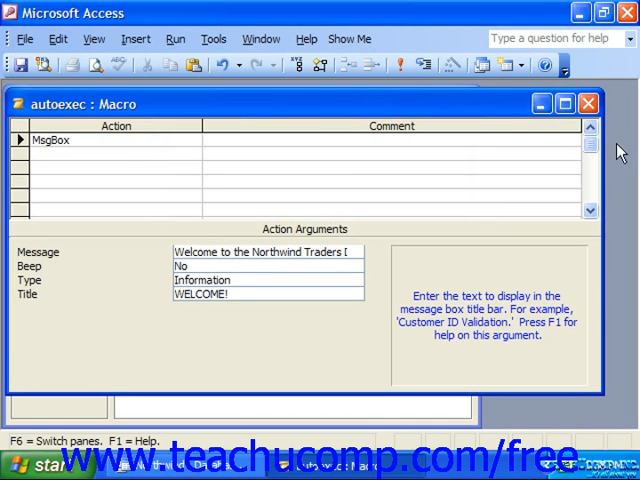 Microsoft Access
File Edit View Insert Run Tools Window Help Show Me
Type a question for help
autoexec : Macro
Action Comment
MsgBox
Action Arguments
Message Welcome to the Northwind Traders
Beep No
Type Information
Title WELCOME!
Enter the text to display in the
message box title bar. For example,
'Customer ID Validation.' Press F1 for
help on this argument.
F6 = Switch panes. F1 = Help.
www.teachucomp.com/free
start